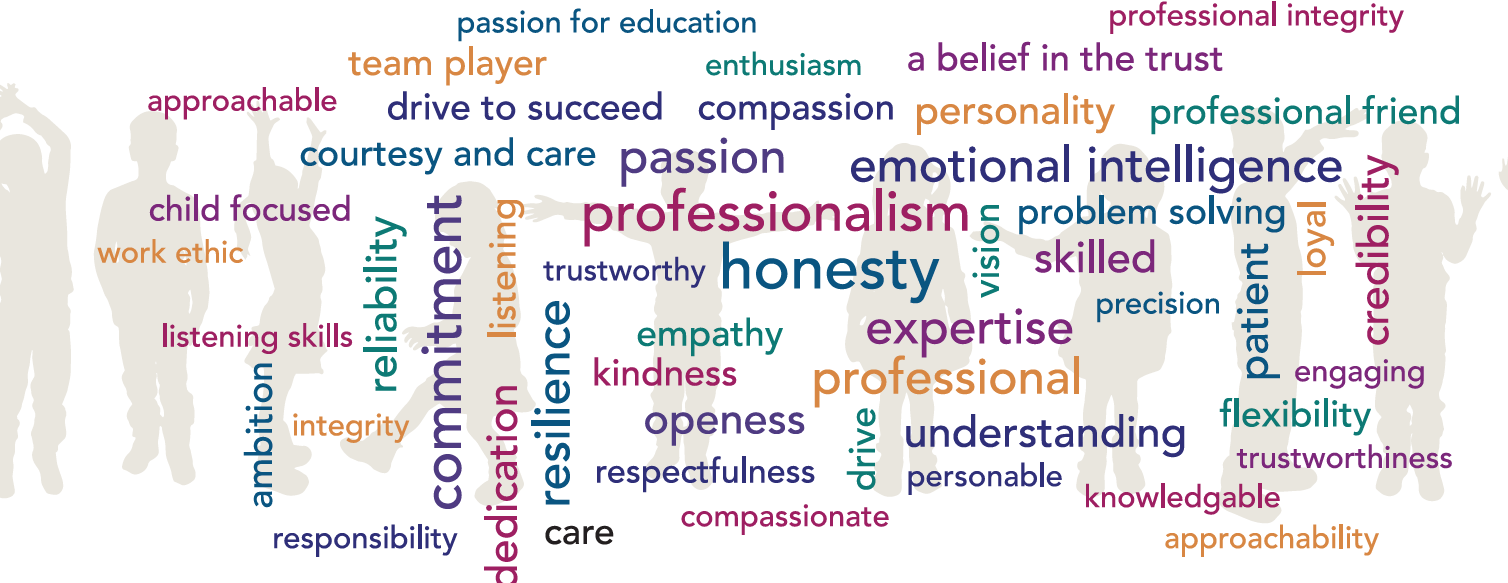 passion for education
professional integrity
team player
enthusiasm
a belief in the trust
approachable
drive to succeed
compassion
personality
professional friend
courtesy and care
passion
emotional intelligence
credibility
child focused
reliability
commitment
listening
professionalism
vision
problem solving
loyal
work ethic
trustworthy
honesty
skilled
patient
precision
listening skills
resilience
empathy
expertise
ambition
kindness
professional
engaging
integrity
dedication
openess
drive
understanding
flexibility
respectfulness
personable
trustworthiness
knowledgable
responsibility
care
compassionate
approachability